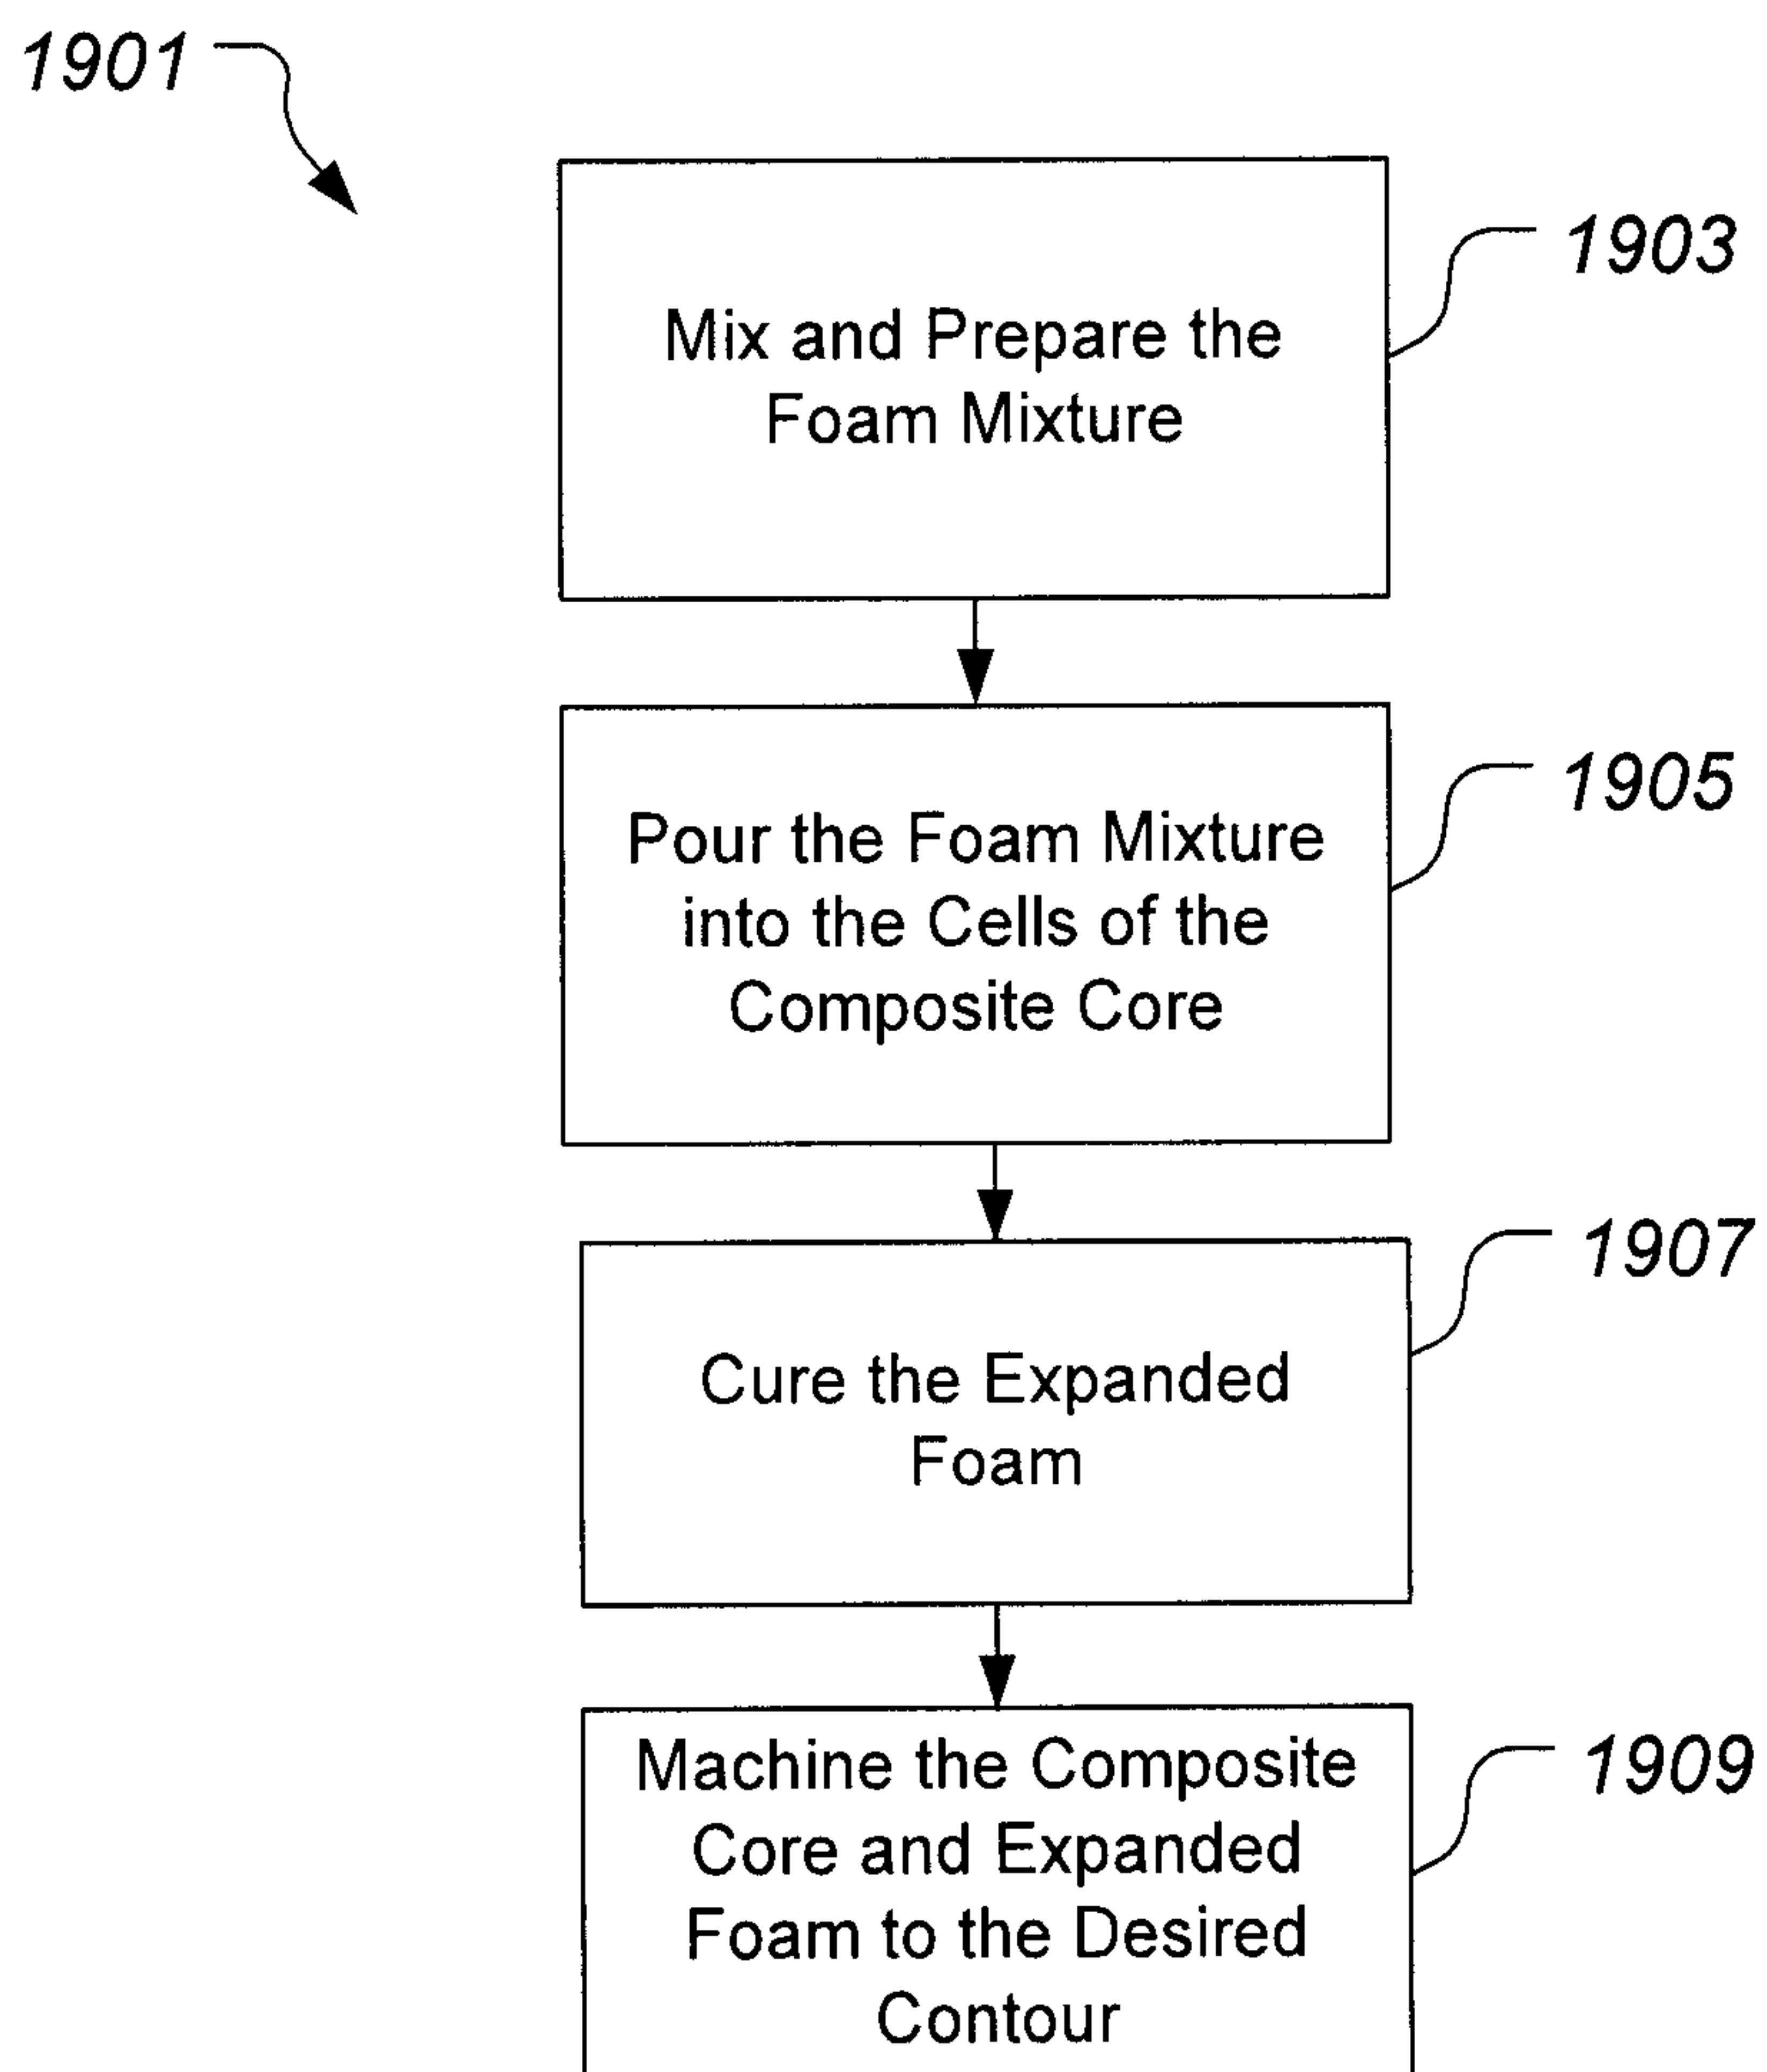 1901
1903
Mix and Prepare the
Foam Mixture
1905
Pour the Foam Mixture
into the Cells of the
Composite Core
1907
Cure the Expanded
Foam
1909
Machine the Composite
Core and Expanded
Foam to the Desired
Contour